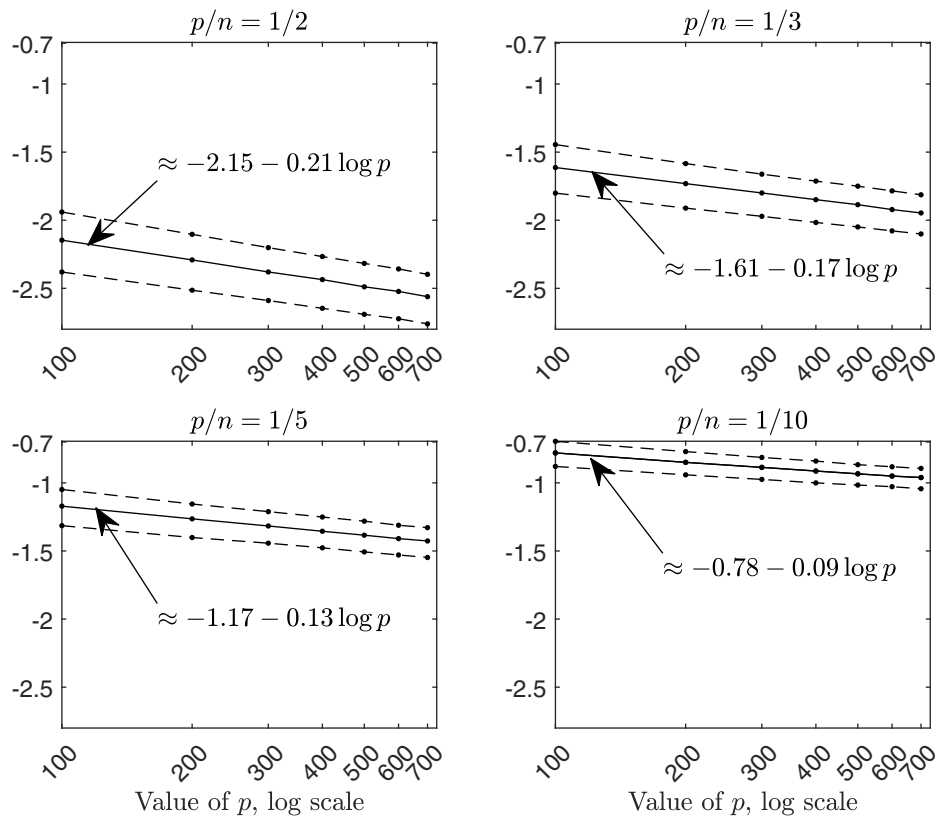 p/n = 1/2
-0.7
-1
-1.5
-2
-2.5
≈ −2.15 − 0.21 log p
100 200 300 400 500 600 700
p/n = 1/3
-0.7
-1
-1.5
-2
-2.5
≈ −1.61 − 0.17 log p
100 200 300 400 500 600 700
p/n = 1/5
-0.7
-1
-1.5
-2
-2.5
≈ −1.17 − 0.13 log p
100 200 300 400 500 600 700
Value of p, log scale
p/n = 1/10
-0.7
-1
-1.5
-2
-2.5
≈ −0.78 − 0.09 log p
100 200 300 400 500 600 700
Value of p, log scale